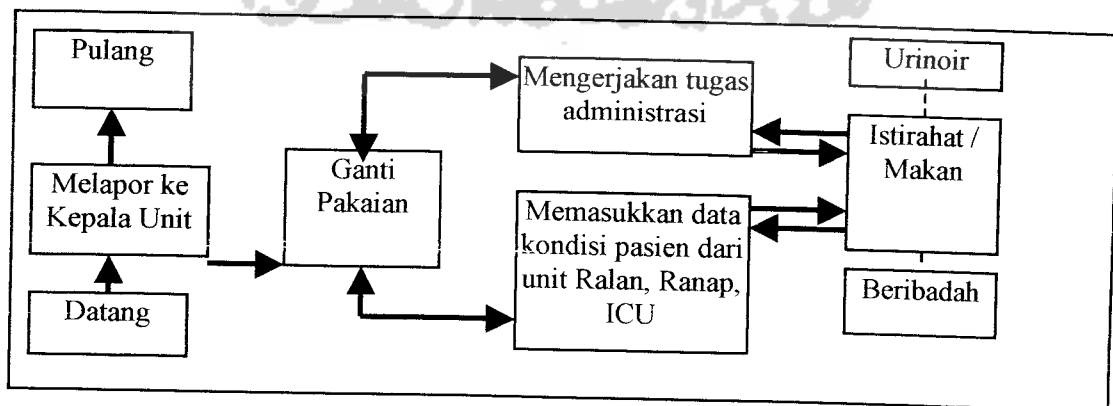 Pulang
Melapor ke
Kepala Unit
Datang
Ganti
Pakaian
Mengerjakan tugas
administrasi
Memasukkan data
kondisi pasien dari
unit Ralan, Ranap,
ICU
Urinoir
Istirahat /
Makan
Beribadah